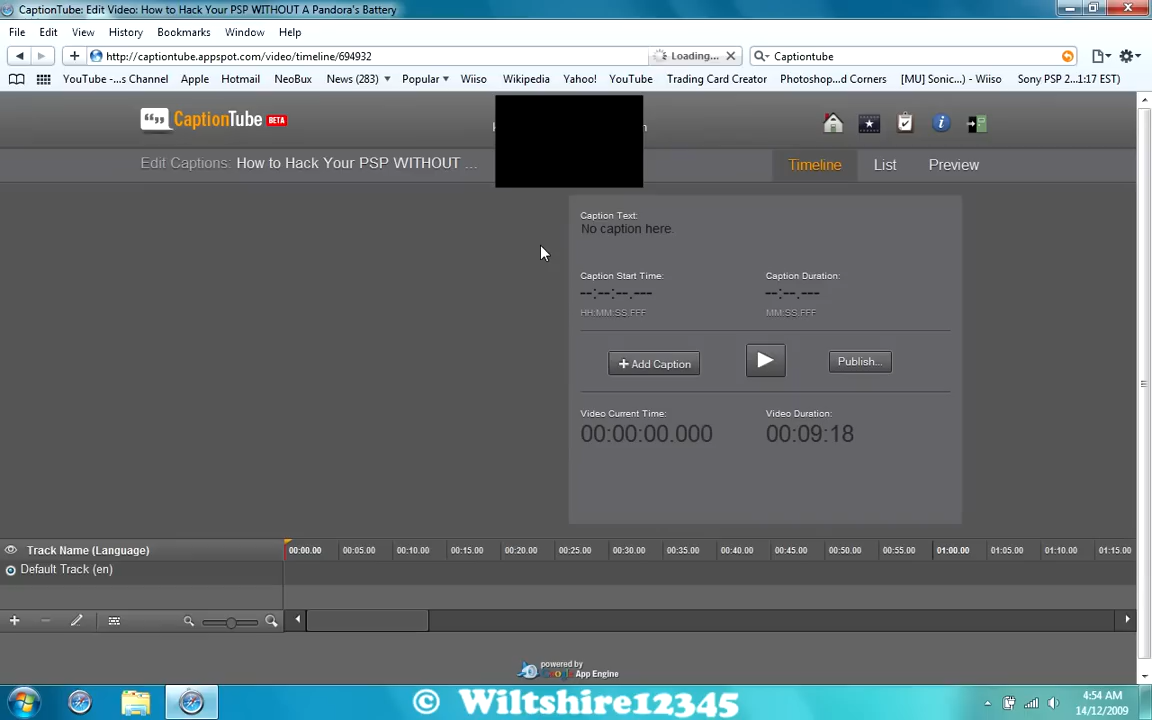 CaptionTube: Edit Video: How to Hack Your PSP WITHOUT A Pandora's Battery
File Edit View History Bookmarks Window Help
http://captiontube.appspot.com/video/timeline/694932 Loading... Captiontube
YouTube -...s Channel Apple Hotmail NeoBux News (283) Popular Wiiso Wikipedia Yahoo! YouTube Trading Card Creator Photoshop...d Corners [MU] Sonic...) - Wiiso Sony PSP 2...1:17 EST)
CaptionTube BETA
Edit Captions: How to Hack Your PSP WITHOUT ... Timeline List Preview
Caption Text:
No caption here.
Caption Start Time: Caption Duration:
--:--:--.--- --:--.---
HH:MM:SS.FFF MM:SS.FFF
+ Add Caption Publish...
Video Current Time: Video Duration:
00:00:00.000 00:09:18
Track Name (Language) 00:00.00 00:05.00 00:10.00 00:15.00 00:20.00 00:25.00 00:30.00 00:35.00 00:40.00 00:45.00 00:50.00 00:55.00 01:00.00 01:05.00 01:10.00 01:15.00
Default Track (en)
powered by
Google App Engine
© Wiltshire12345
4:54 AM
14/12/2009